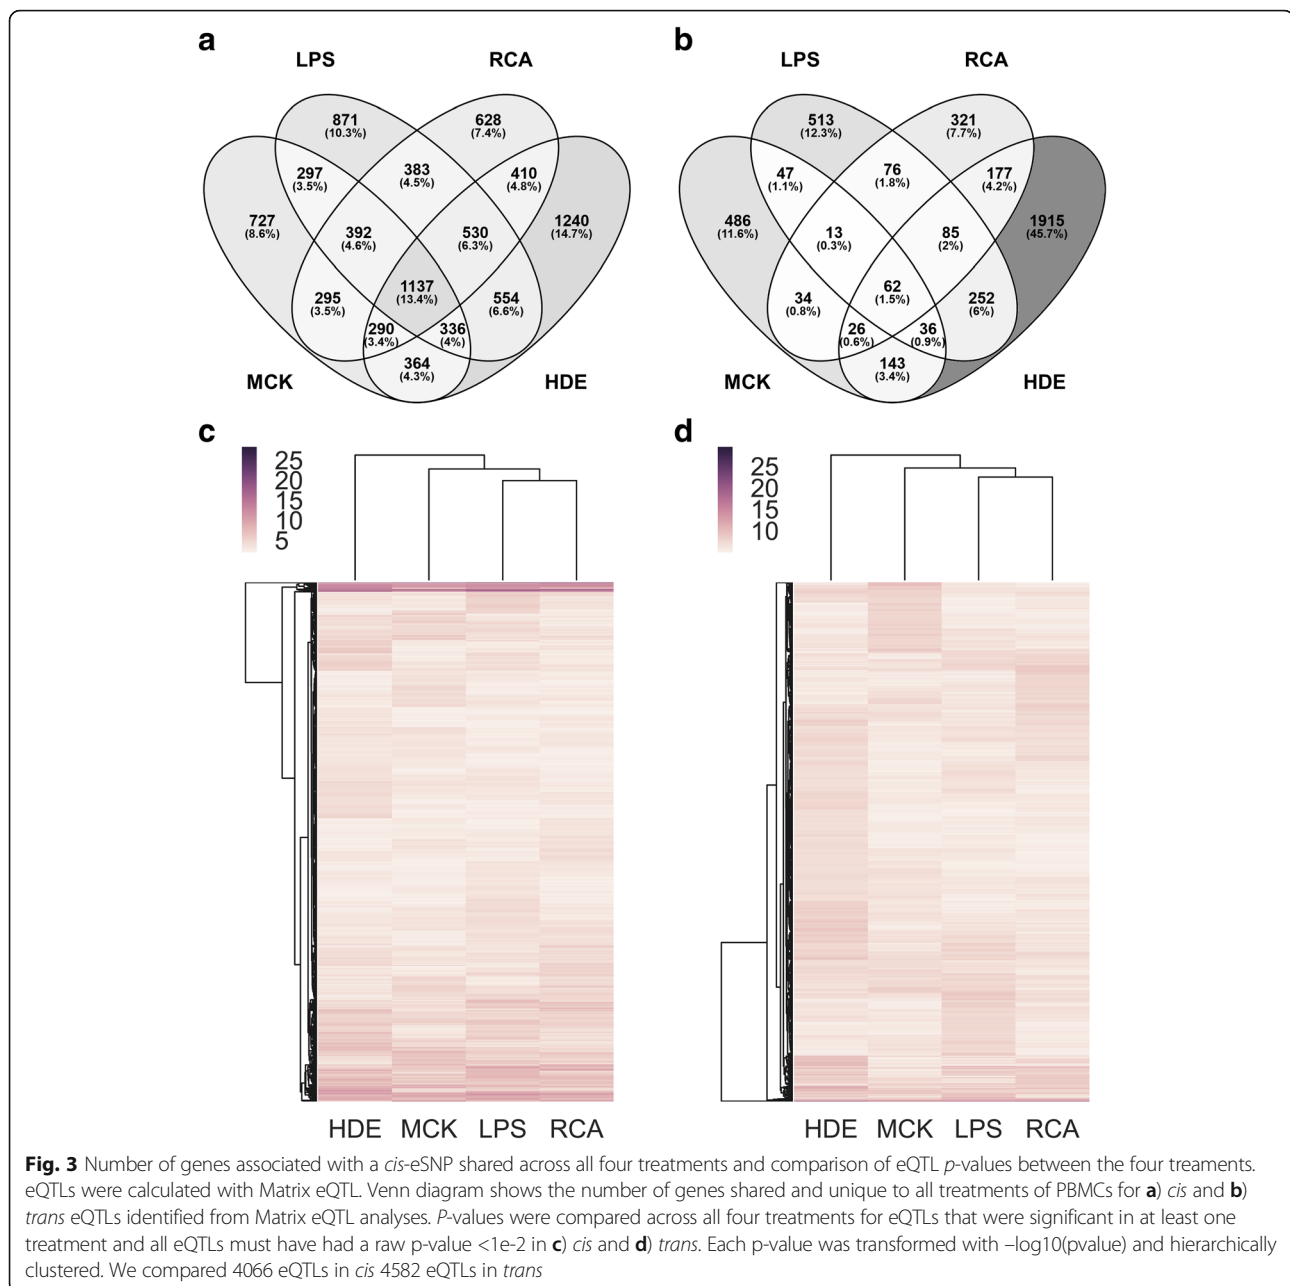 a
b
LPS RCA LPS RCA
871 628 513 321
(10.3%) (7.4%) (12.3%) (7.7%)
297 383 410 47 76 177
(3.5%) (4.5%) (4.8%) (1.1%) (1.8%) (4.2%)
727 392 530 1240 486 13 85 1915
(8.6%) (4.6%) (6.3%) (14.7%) (11.6%) (0.3%) (2%) (45.7%)
1137 62
(13.4%) (1.5%)
295 554 34 252
(3.5%) (6.6%) (0.8%) (6%)
290 336 26 36
(3.4%) (4%) (0.6%) (0.9%)
364 143
(4.3%) (3.4%)
MCK HDE MCK HDE
c
25
20
15
10
5
HDE MCK LPS RCA
d
25
20
15
10
HDE MCK LPS RCA
Fig. 3 Number of genes associated with a cis-eSNP shared across all four treatments and comparison of eQTL p-values between the four treaments.
eQTLs were calculated with Matrix eQTL. Venn diagram shows the number of genes shared and unique to all treatments of PBMCs for a) cis and b)
trans eQTLs identified from Matrix eQTL analyses. P-values were compared across all four treatments for eQTLs that were significant in at least one
treatment and all eQTLs must have had a raw p-value <1e-2 in c) cis and d) trans. Each p-value was transformed with –log10(pvalue) and hierarchically
clustered. We compared 4066 eQTLs in cis 4582 eQTLs in trans